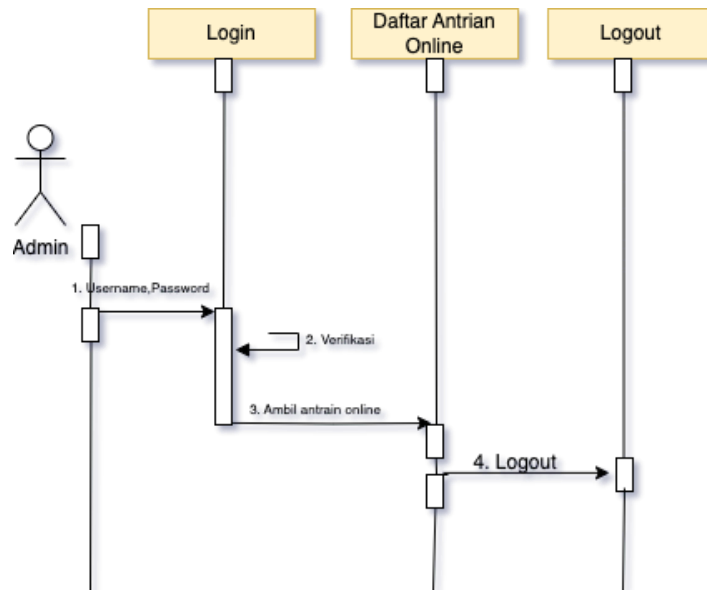 Login
Daftar Antrian
Online
Logout
Admin
1. Username,Password
2. Verifikasi
3. Ambil antrain online
4. Logout